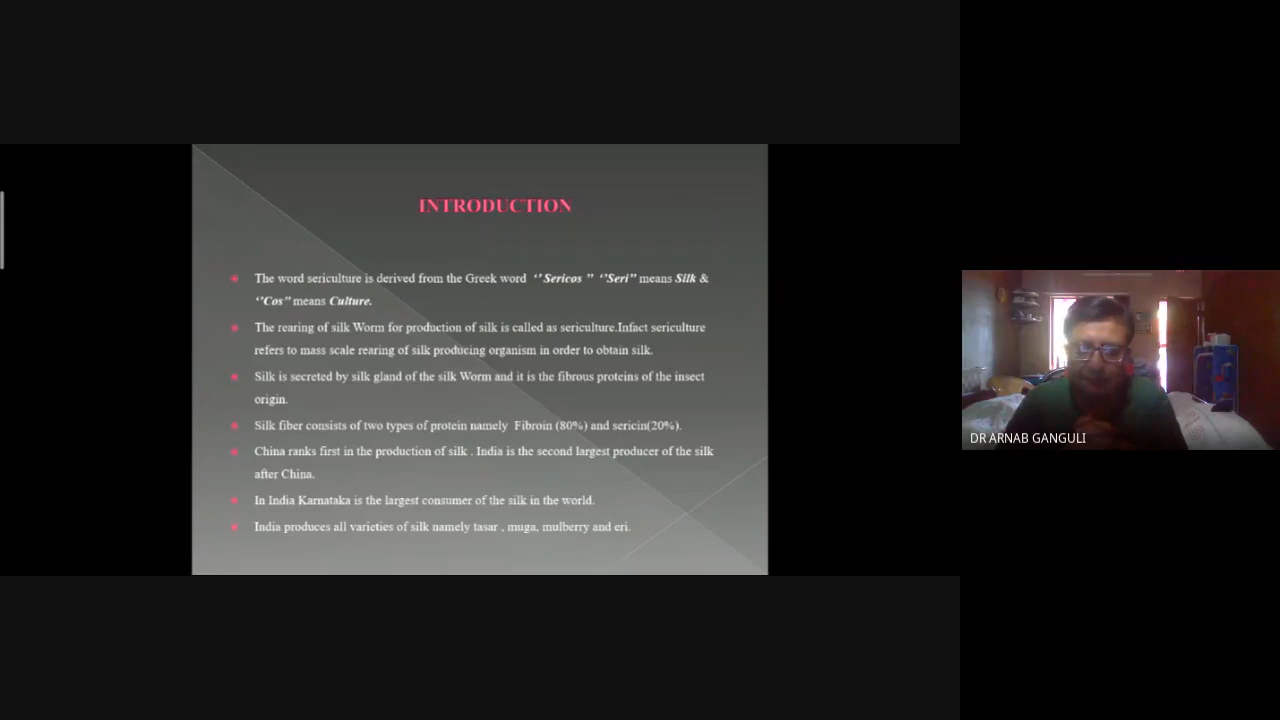 INTRODUCTION
The word sericulture is derived from the Greek word ‘’Sericos ” ‘’Seri” means Silk &
‘’Cos” means Culture.
The rearing of silk Worm for production of silk is called as sericulture.Infact sericulture
refers to mass scale rearing of silk producing organism in order to obtain silk.
Silk is secreted by silk gland of the silk Worm and it is the fibrous proteins of the insect
origin.
Silk fiber consists of two types of protein namely Fibroin (80%) and sericin(20%).
China ranks first in the production of silk . India is the second largest producer of the silk
after China.
In India Karnataka is the largest consumer of the silk in the world.
India produces all varieties of silk namely tasar , muga, mulberry and eri.
DR ARNAB GANGULI